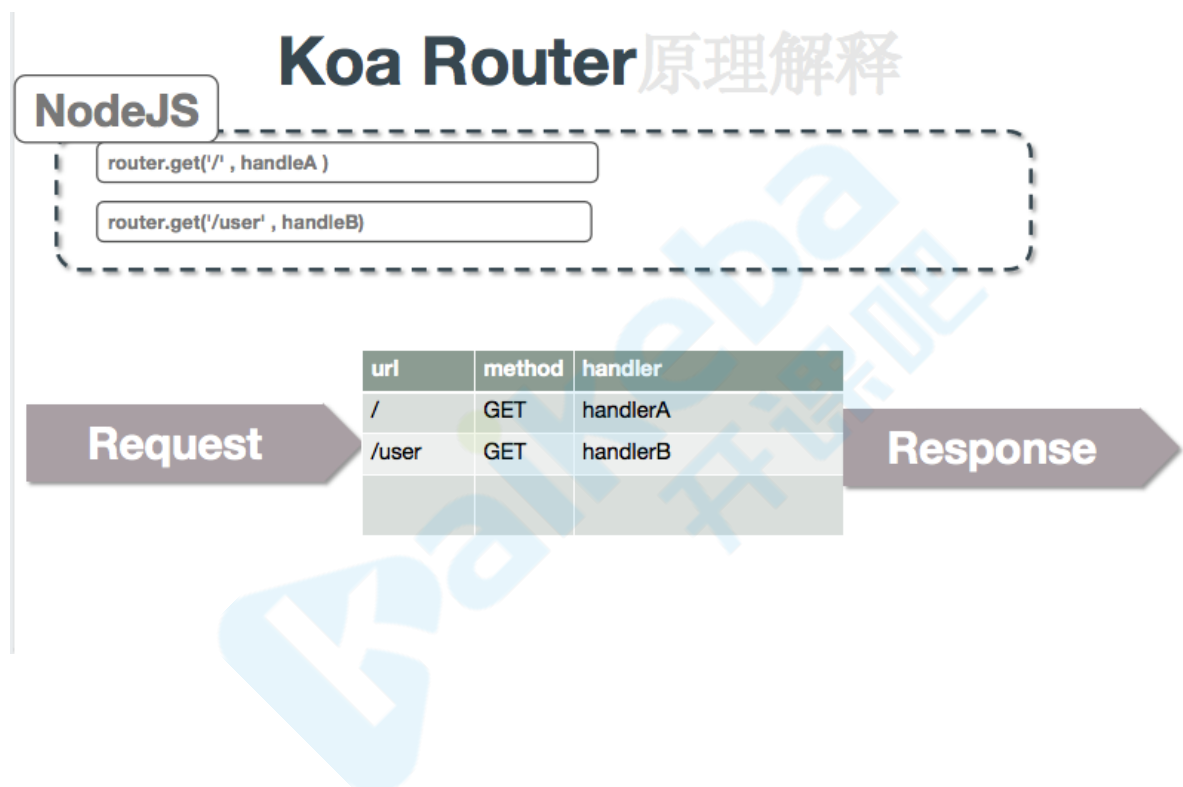 Koa Router原理解释
NodeJS
router.get('/' , handleA )
router.get('/user' , handleB)
url method handler
/ GET handlerA
/user GET handlerB
Request
Response
Kaikeba
开课吧